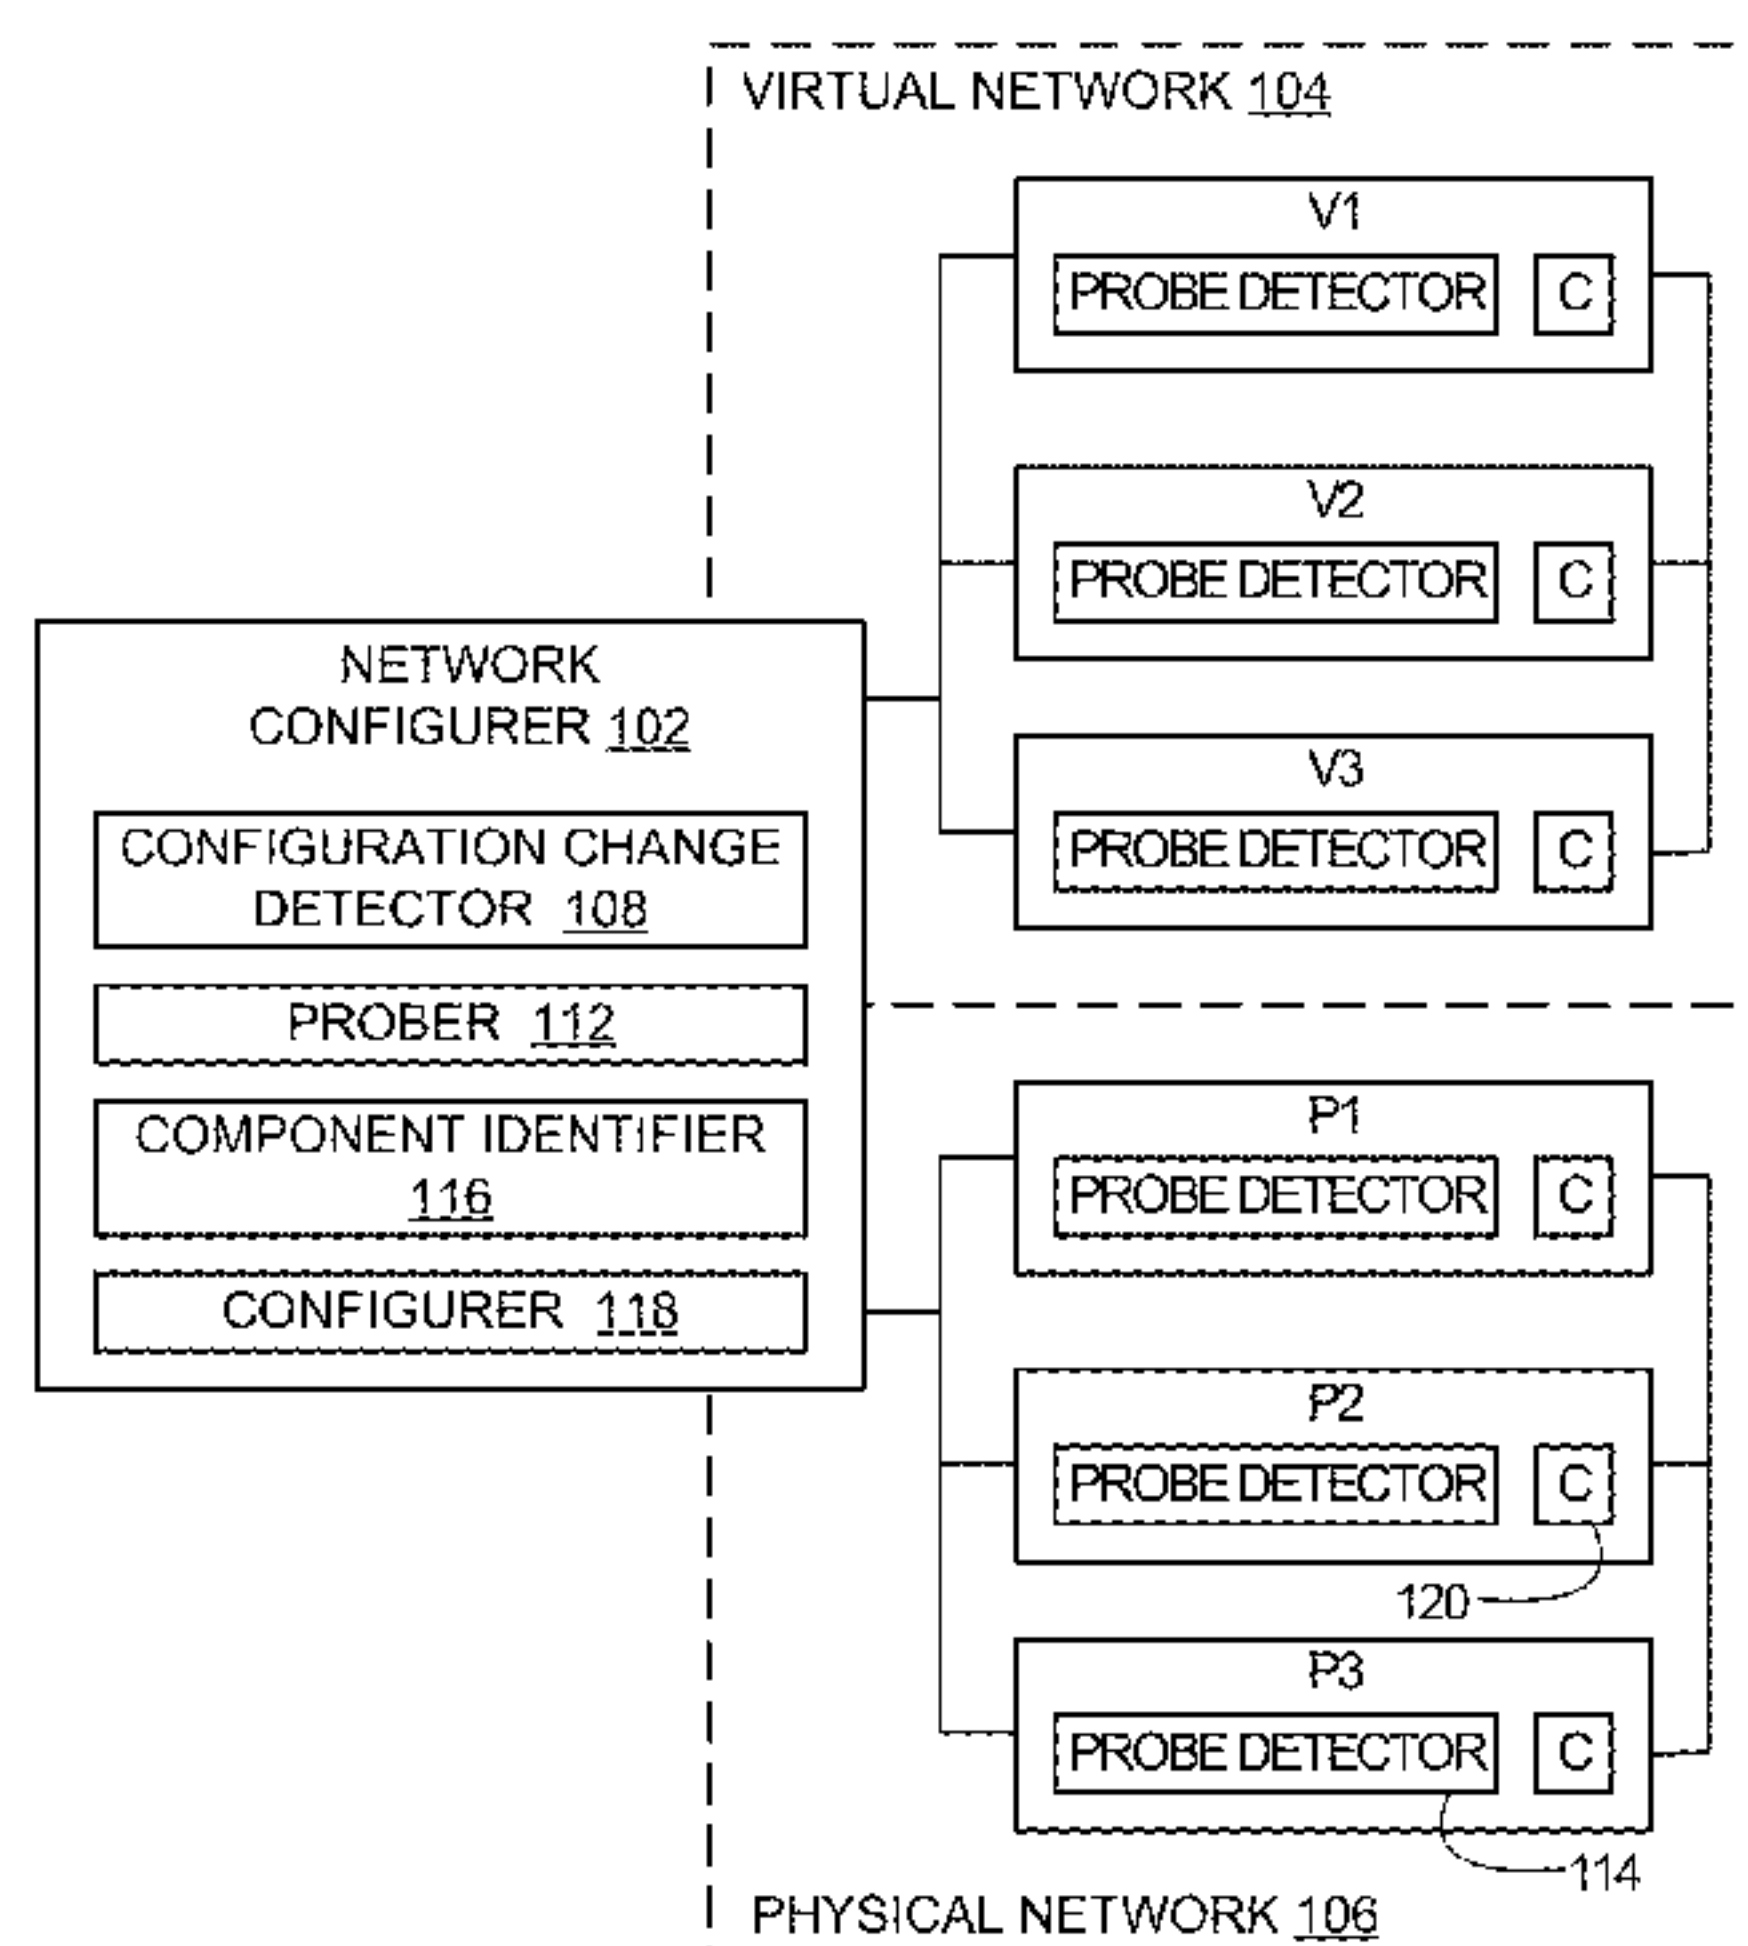 VIRTUAL NETWORK 104
V1
PROBE DETECTOR C
V2
PROBE DETECTOR C
V3
PROBE DETECTOR C
NETWORK
CONFIGURER 102
CONFIGURATION CHANGE
DETECTOR 108
PROBER 112
COMPONENT IDENTIFIER
116
CONFIGURER 118
P1
PROBE DETECTOR C
P2
PROBE DETECTOR C
120
P3
PROBE DETECTOR C
114
PHYSICAL NETWORK 106